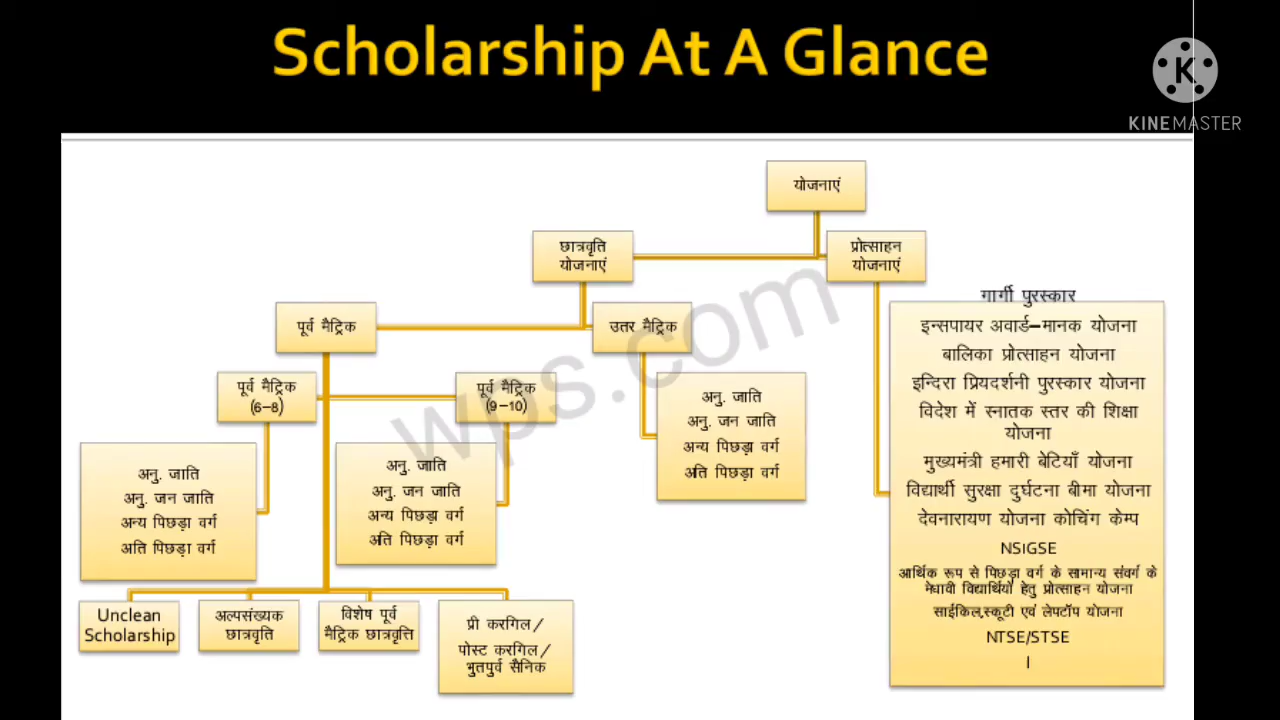 Scholarship At A Glance
K
KINEMASTER
योजनाएं
छात्रवृति
योजनाएं
प्रोत्साहन
योजनाएं
पूर्व मैट्रिक
उतर मैट्रिक
पूर्व मैट्रिक
(6–8)
पूर्व मैट्रिक
(9–10)
अनु. जाति
अनु. जन जाति
अन्य पिछड़ा वर्ग
अति पिछड़ा वर्ग
अनु. जाति
अनु. जन जाति
अन्य पिछड़ा वर्ग
अति पिछड़ा वर्ग
अनु. जाति
अनु. जन जाति
अन्य पिछड़ा वर्ग
अति पिछड़ा वर्ग
Unclean
Scholarship
अल्पसंख्यक
छात्रवृति
विशेष पूर्व
मैट्रिक छात्रवृत्ति
प्री करगिल/
पोस्ट करगिल/
भुतपुर्व सैनिक
गार्गी पुरस्कार
इन्सपायर अवार्ड–मानक योजना
बालिका प्रोत्साहन योजना
इन्दिरा प्रियदर्शनी पुरस्कार योजना
विदेश में स्नातक स्तर की शिक्षा
योजना
मुख्यमंत्री हमारी बेटियाँ योजना
विद्यार्थी सुरक्षा दुर्घटना बीमा योजना
देवनारायण योजना कोचिंग केम्प
NSIGSE
आर्थिक रूप से पिछड़ा वर्ग के सामान्य संवर्ग के
मेधावी विद्यार्थियों हेतु प्रोत्साहन योजना
साईकिल,स्कूटी एवं लेपटॉप योजना
NTSE/STSE
I
wps.com